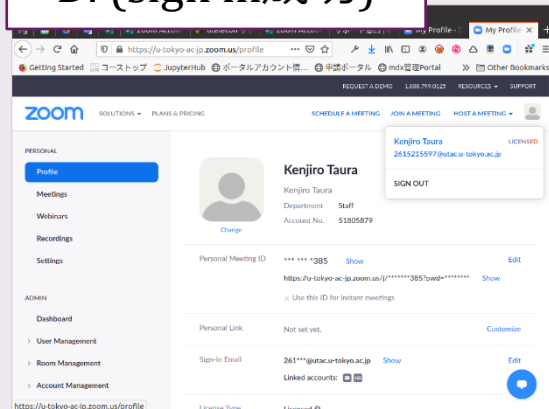 https://u-tokyo-ac-jp.zoom.us/profile
Getting Started コーストップ JupyterHub ポータルアカウント情… 申請ポータル mdx管理Portal Other Bookmarks
REQUEST A DEMO 1.888.799.0125 RESOURCES SUPPORT
zoom SOLUTIONS PLANS & PRICING SCHEDULE A MEETING JOIN A MEETING HOST A MEETING
PERSONAL
Profile
Meetings
Webinars
Recordings
Settings
ADMIN
Dashboard
User Management
Room Management
Account Management
Change
Kenjiro Taura
Kenjiro Taura
Department Staff
Account No. 51805879
Kenjiro Taura LICENSED
2615215597@utac.u-tokyo.ac.jp
SIGN OUT
Personal Meeting ID *** *** *385 Show Edit
https://u-tokyo-ac-jp.zoom.us/j/*******385?pwd=******** Show
× Use this ID for instant meetings
Personal Link Not set yet. Customize
Sign-In Email 261***@utac.u-tokyo.ac.jp Show Edit
Linked accounts:
License Type Licensed
https://u-tokyo-ac-jp.zoom.us/profile